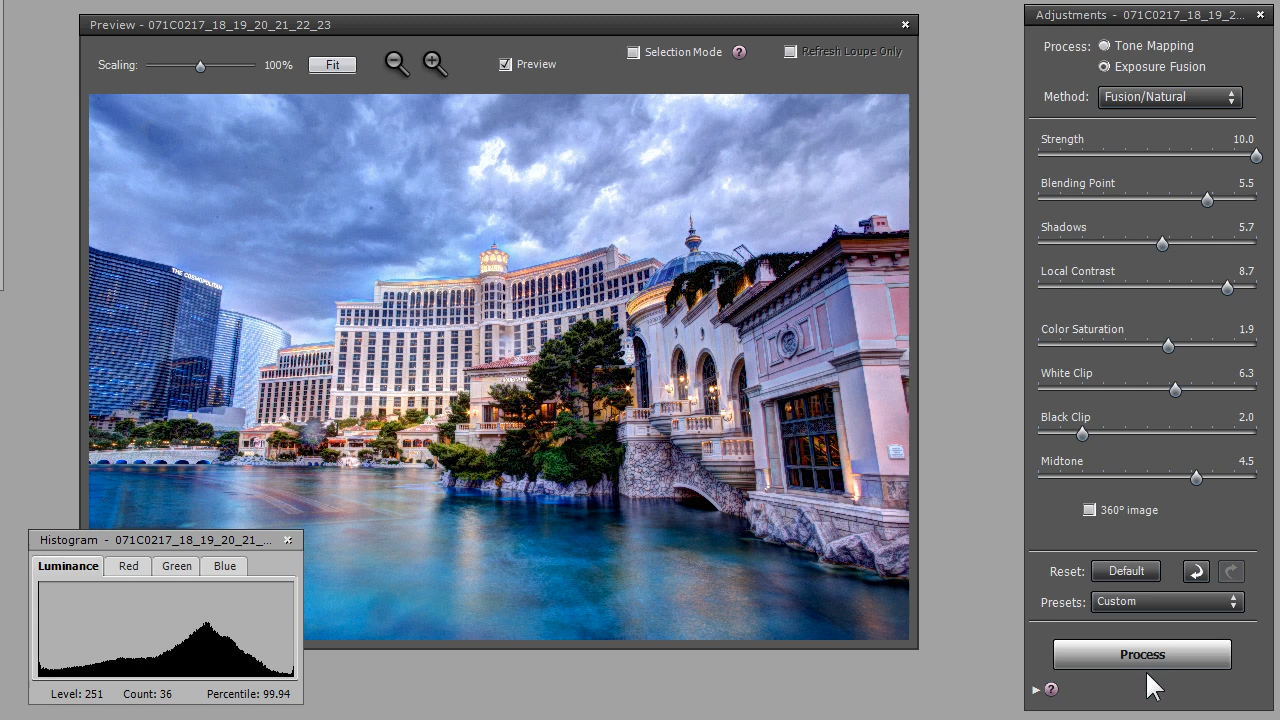 Preview - 071C0217_18_19_20_21_22_23
Scaling:
100%
Fit
Preview
Selection Mode
?
Refresh Loupe Only
THE COSMOPOLITAN
Histogram - 071C0217_18_19_20_21_...
Luminance
Red
Green
Blue
Level: 251
Count: 36
Percentile: 99.94
Adjustments - 071C0217_18_19_2...
Process:
Tone Mapping
Exposure Fusion
Method:
Fusion/Natural
Strength
10.0
Blending Point
5.5
Shadows
5.7
Local Contrast
8.7
Color Saturation
1.9
White Clip
6.3
Black Clip
2.0
Midtone
4.5
360º image
Reset:
Default
Presets:
Custom
Process
?